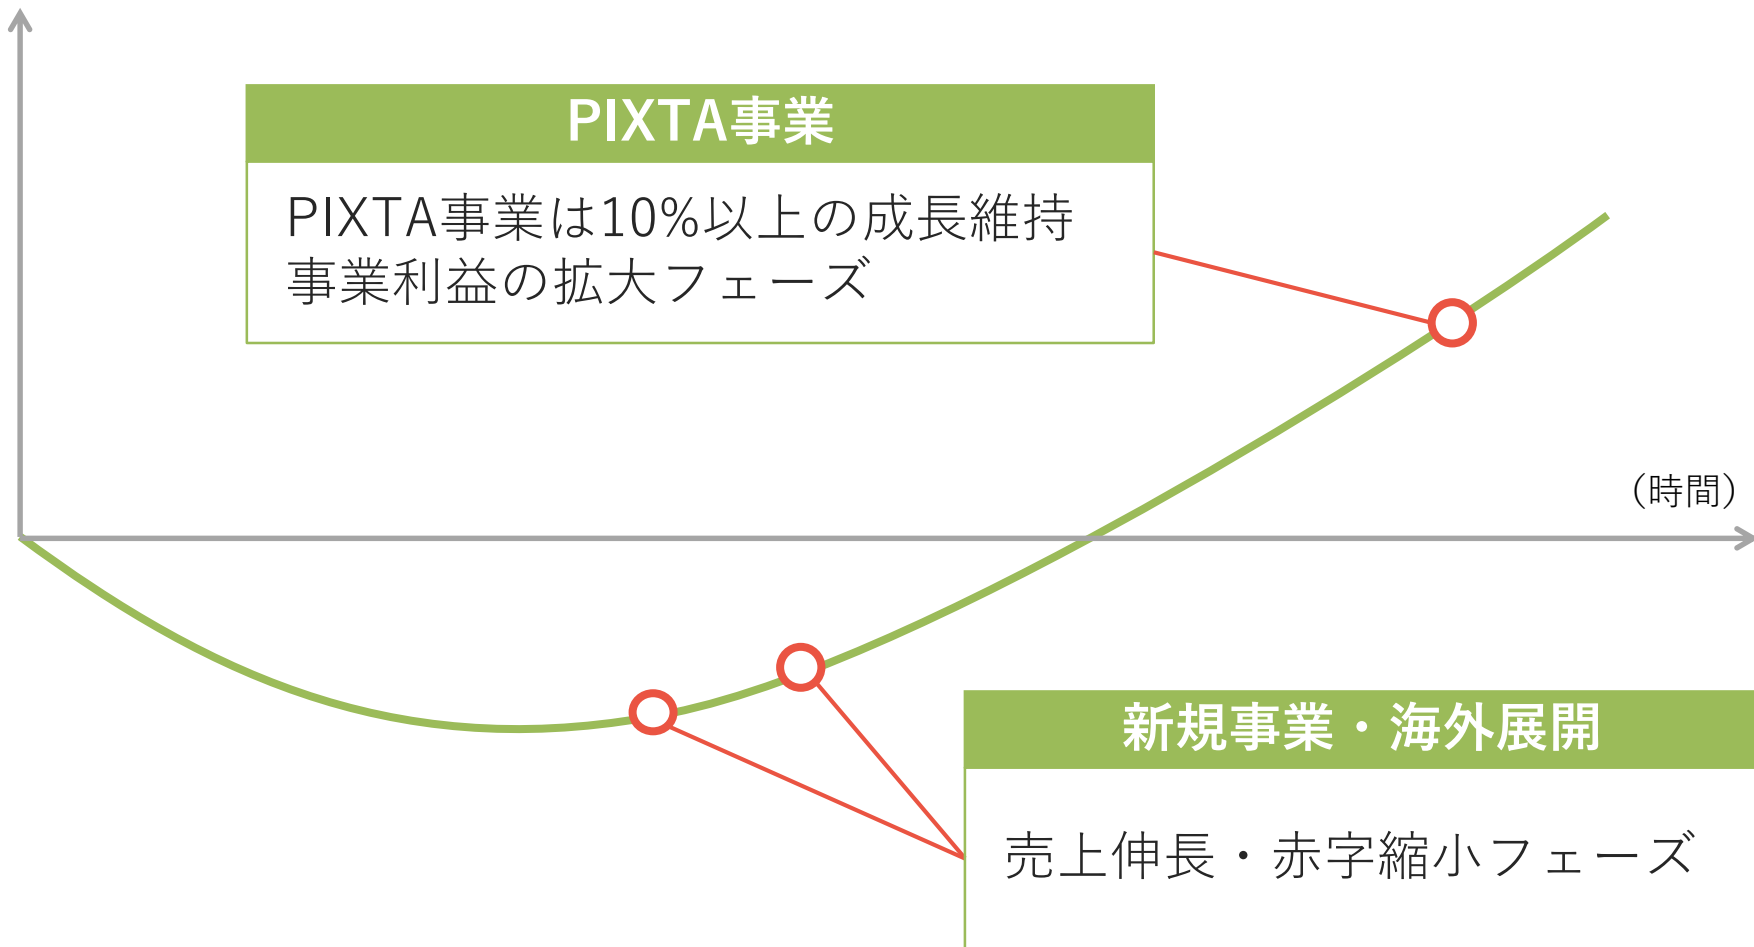 PIXTA事業
PIXTA事業は10%以上の成長維持
事業利益の拡大フェーズ
（時間）
新規事業・海外展開
売上伸長・赤字縮小フェーズ